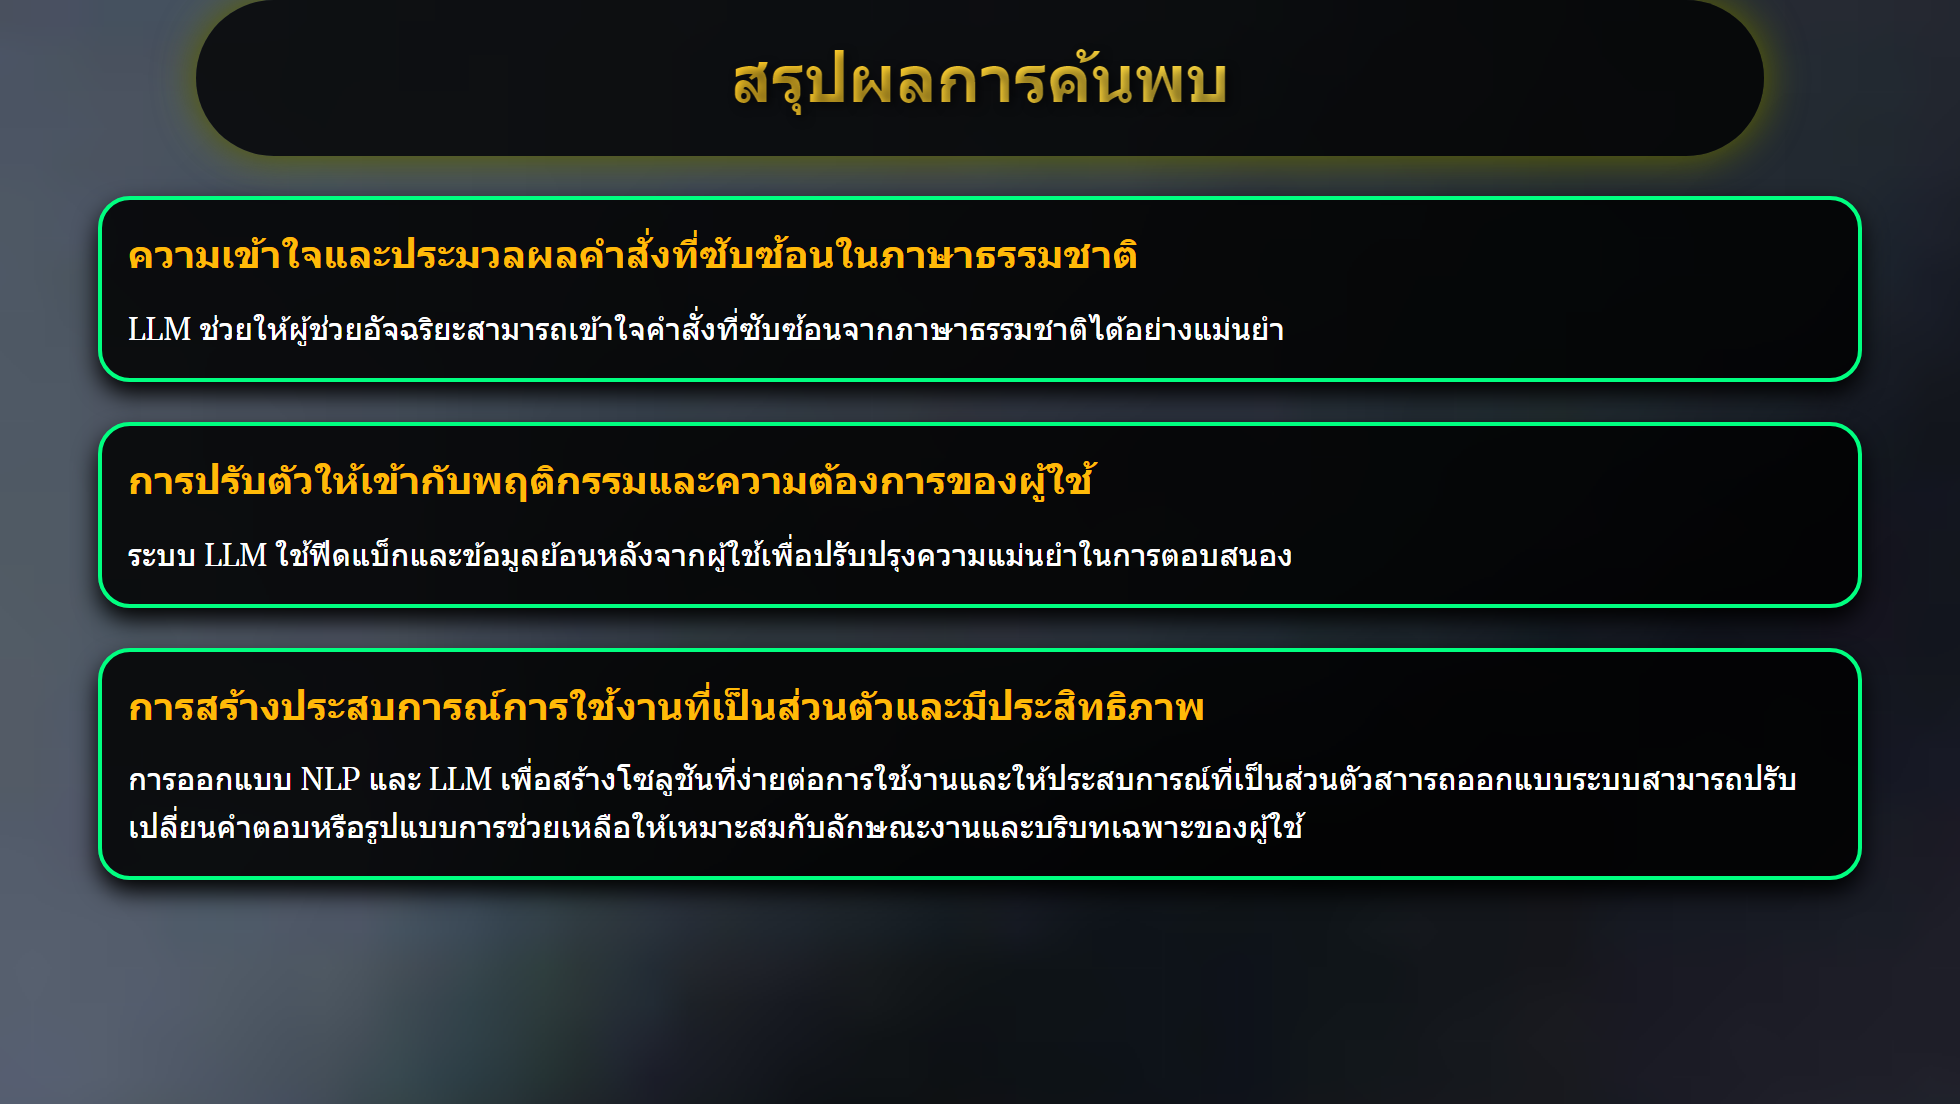 สรุปผลการค้นพบ
ความเข้าใจและประมวลผลคำสั่งที่ซับซ้อนในภาษาธรรมชาติ
LLM ช่วยให้ผู้ช่วยอัจฉริยะสามารถเข้าใจคำสั่งที่ซับซ้อนจากภาษาธรรมชาติได้อย่างแม่นยำ
การปรับตัวให้เข้ากับพฤติกรรมและความต้องการของผู้ใช้
ระบบ LLM ใช้ฟีดแบ็กและข้อมูลย้อนหลังจากผู้ใช้เพื่อปรับปรุงความแม่นยำในการตอบสนอง
การสร้างประสบการณ์การใช้งานที่เป็นส่วนตัวและมีประสิทธิภาพ
การออกแบบ NLP และ LLM เพื่อสร้างโซลูชันที่ง่ายต่อการใช้งานและให้ประสบการณ์ที่เป็นส่วนตัวสาารถออกแบบระบบสามารถปรับ
เปลี่ยนคำตอบหรือรูปแบบการช่วยเหลือให้เหมาะสมกับลักษณะงานและบริบทเฉพาะของผู้ใช้